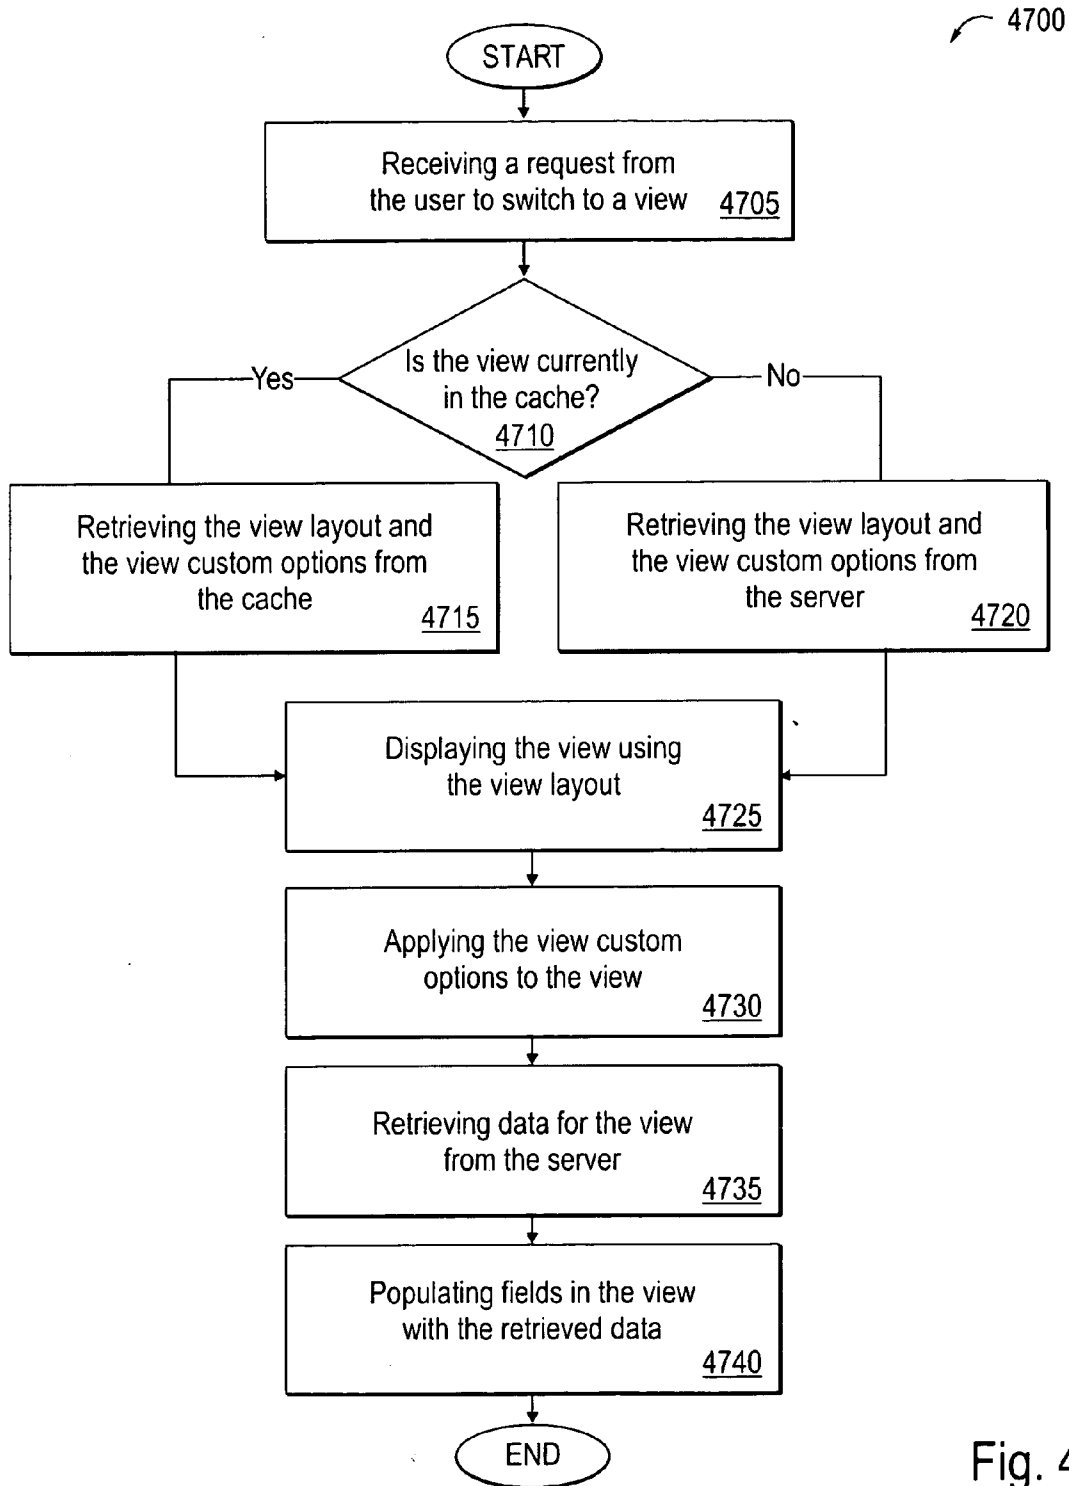 4700
START
Receiving a request from
the user to switch to a view 4705
Is the view currently
in the cache?
4710
Yes
No
Retrieving the view layout and
the view custom options from
the cache
4715
Retrieving the view layout and
the view custom options from
the server
4720
Displaying the view using
the view layout
4725
Applying the view custom
options to the view
4730
Retrieving data for the view
from the server
4735
Populating fields in the view
with the retrieved data
4740
END
Fig.